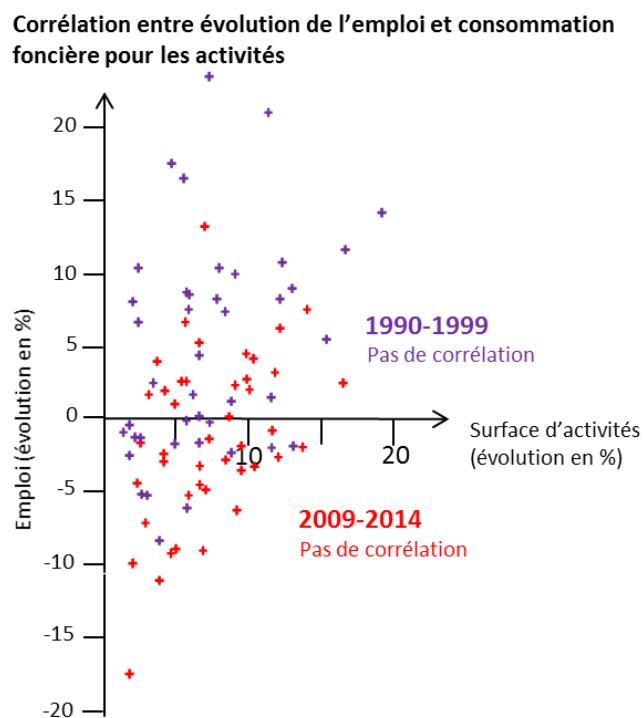 Corrélation entre évolution de l’emploi et consommation
foncière pour les activités
20
15
10
5
0
-5
-10
-15
-20
Emploi (évolution en %)
10
20
Surface d’activités
(évolution en %)
1990-1999
Pas de corrélation
2009-2014
Pas de corrélation